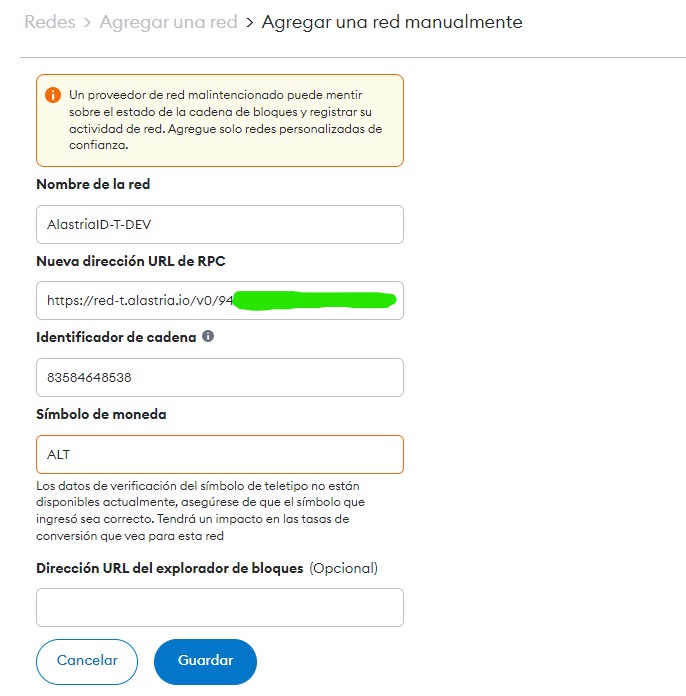 Redes > Agregar una red > Agregar una red manualmente
Un proveedor de red malintencionado puede mentir
sobre el estado de la cadena de bloques y registrar su
actividad de red. Agregue solo redes personalizadas de
confianza.
Nombre de la red
AlastriaID-T-DEV
Nueva dirección URL de RPC
https://red-t.alastria.io/v0/94
Identificador de cadena
83584648538
Símbolo de moneda
ALT
Los datos de verificación del símbolo de teletipo no están
disponibles actualmente, asegúrese de que el símbolo que
ingresó sea correcto. Tendrá un impacto en las tasas de
conversión que vea para esta red
Dirección URL del explorador de bloques (Opcional)
Cancelar Guardar